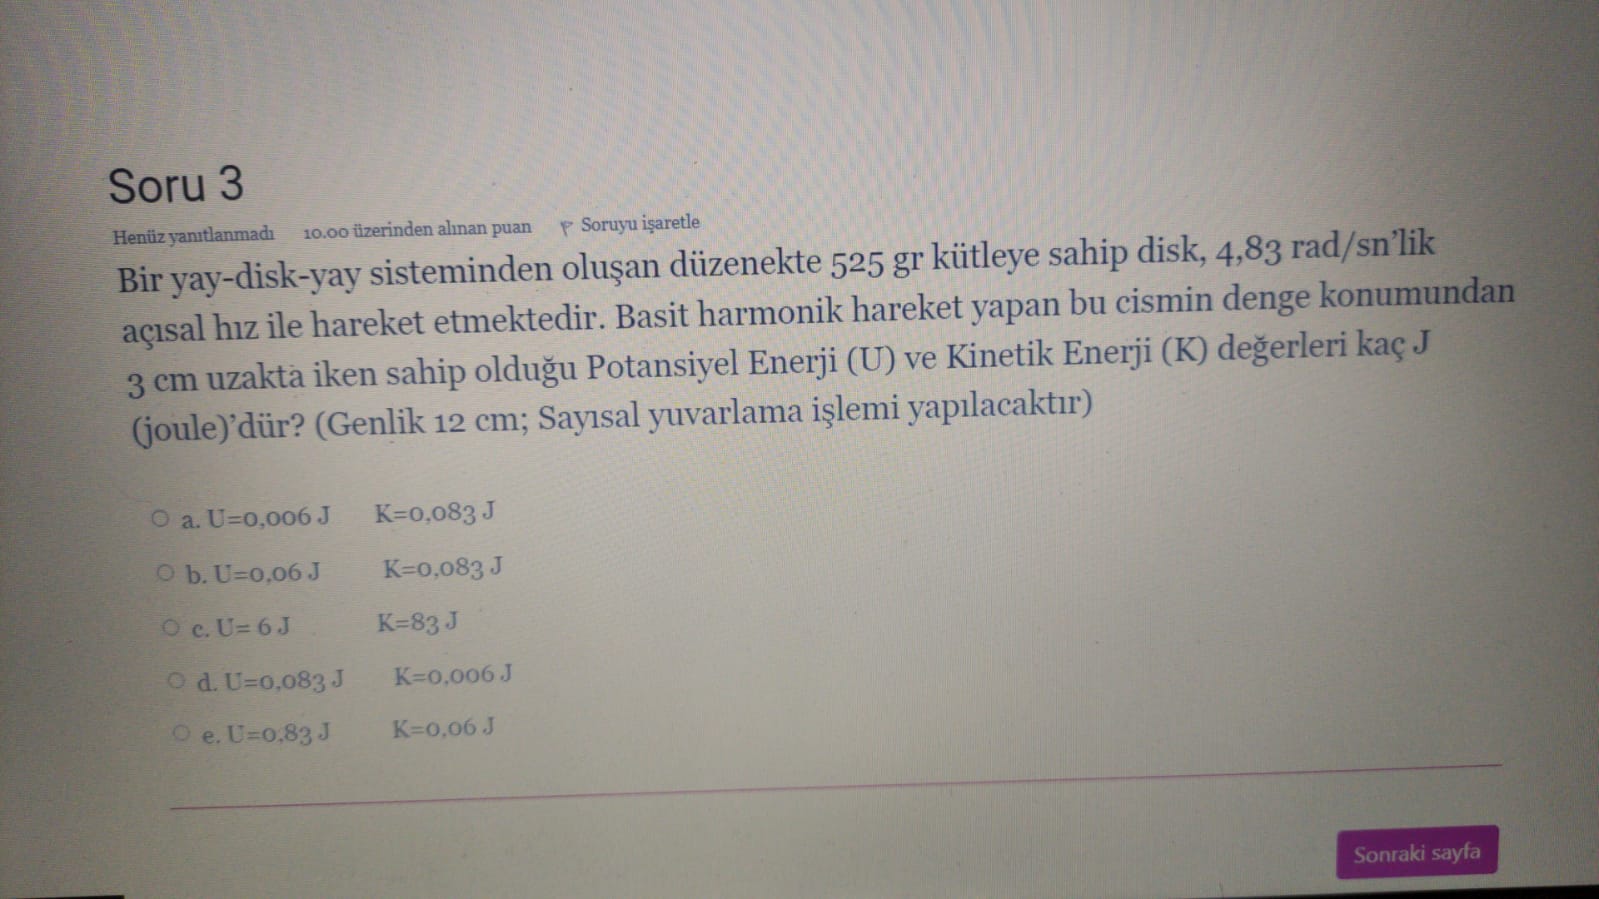 Soru 3
Henüz yanıtlanmadı 10.00 üzerinden alınan puan Soruyu işaretle
Bir yay-disk-yay sisteminden oluşan düzenekte 525 gr kütleye sahip disk, 4,83 rad/sn’lik
açısal hız ile hareket etmektedir. Basit harmonik hareket yapan bu cismin denge konumundan
3 cm uzakta iken sahip olduğu Potansiyel Enerji (U) ve Kinetik Enerji (K) değerleri kaç J
(joule)’dür? (Genlik 12 cm; Sayısal yuvarlama işlemi yapılacaktır)
a. U=0,006 J K=0,083 J
b. U=0,06 J K=0,083 J
c. U= 6 J K=83 J
d. U=0,083 J K=0,006 J
e. U=0,83 J K=0,06 J
Sonraki sayfa